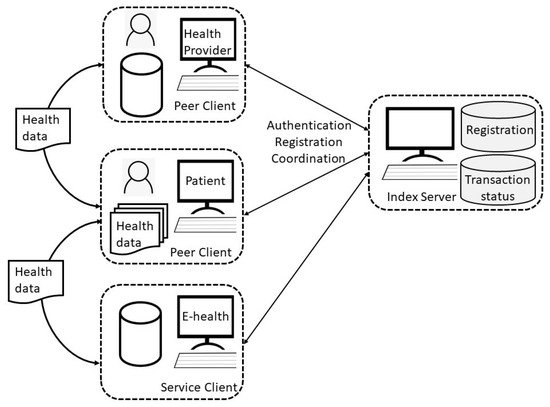 Health
Provider
Peer Client
Health
data
Authentication
Registration
Coordination
Registration
Transaction
status
Index Server
Patient
Health
data
Peer Client
Health
data
E-health
Service Client